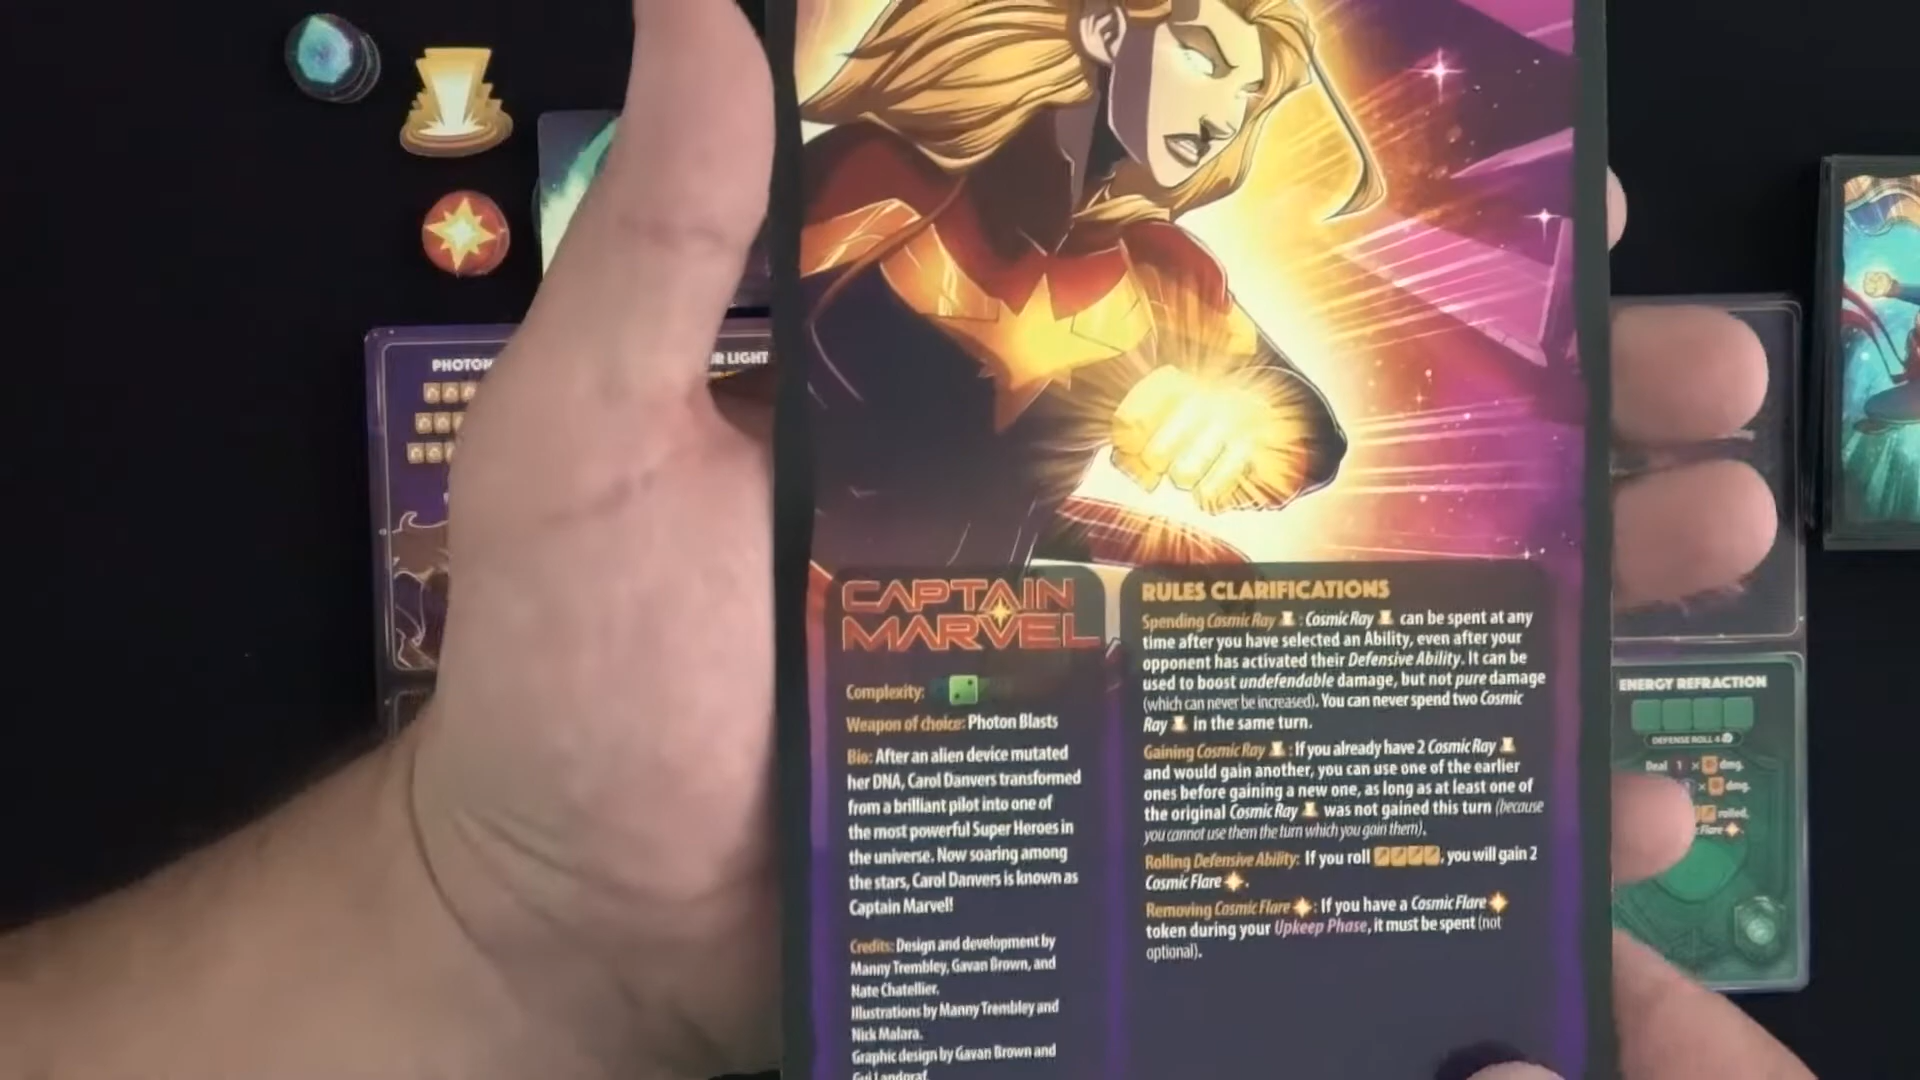 PHOTON
R LIGHT
CAPTAIN
MARVEL
Complexity:
Weapon of choice: Photon Blasts
Bio: After an alien device mutated
her DNA, Carol Danvers transformed
from a brilliant pilot into one of
the most powerful Super Heroes in
the universe. Now soaring among
the stars, Carol Danvers is known as
Captain Marvel!
Credits: Design and development by
Manny Trembley, Gavan Brown, and
Nate Chatellier.
Illustrations by Manny Trembley and
Nick Malara.
Graphic design by Gavan Brown and
Gui Landgraf.
RULES CLARIFICATIONS
Spending Cosmic Ray : Cosmic Ray can be spent at any
time after you have selected an Ability, even after your
opponent has activated their Defensive Ability. It can be
used to boost undefendable damage, but not pure damage
(which can never be increased). You can never spend two Cosmic
Ray in the same turn.
Gaining Cosmic Ray : If you already have 2 Cosmic Ray
and would gain another, you can use one of the earlier
ones before gaining a new one, as long as at least one of
the original Cosmic Ray was not gained this turn (because
you cannot use them the turn which you gain them).
Rolling Defensive Ability: If you roll , you will gain 2
Cosmic Flare .
Removing Cosmic Flare : If you have a Cosmic Flare
token during your Upkeep Phase, it must be spent (not
optional).
ENERGY REFRACTION
DEFENSE ROLL 4
Deal 1 × dmg.
× dmg.
rolled,
Flare